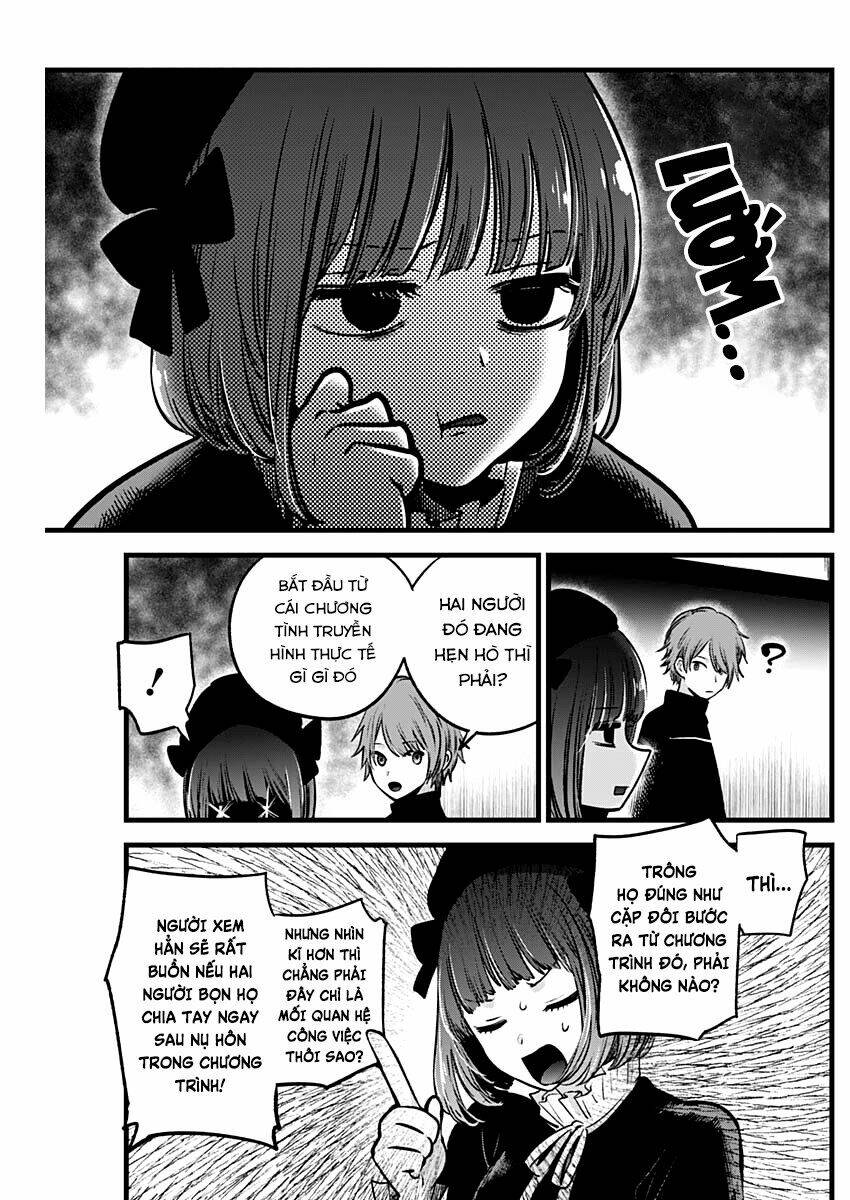 LƯỜM...
?
HAI NGƯỜI
ĐÓ ĐANG
HẸN HÒ THÌ
PHẢI?
BẮT ĐẦU TỪ
CÁI CHƯƠNG
TÌNH TRUYỀN
HÌNH THỰC TẾ
GÌ GÌ ĐÓ
!
THÌ...
TRÔNG
HỌ ĐÚNG NHƯ
CẶP ĐÔI BƯỚC
RA TỪ CHƯƠNG
TRÌNH ĐÓ, PHẢI
KHÔNG NÀO?
NHƯNG NHÌN
KĨ HƠN THÌ
CHẲNG PHẢI
ĐÂY CHỈ LÀ
MỐI QUAN HỆ
CÔNG VIỆC
THÔI SAO?
NGƯỜI XEM
HẲN SẼ RẤT
BUỒN NẾU HAI
NGƯỜI BỌN HỌ
CHIA TAY NGAY
SAU NỤ HÔN
TRONG CHƯƠNG
TRÌNH!